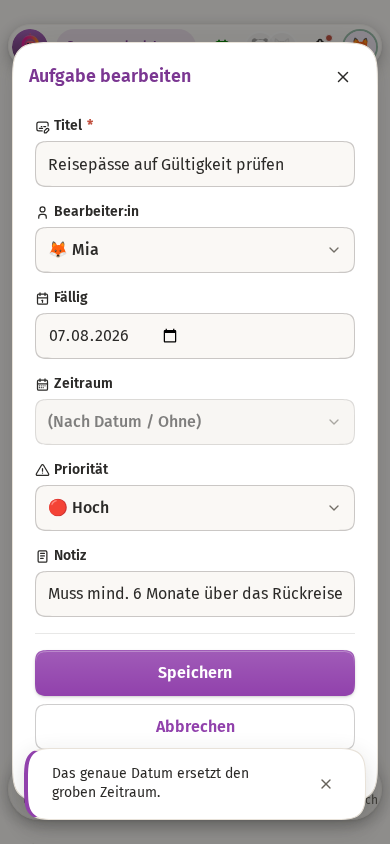 Aufgabe bearbeiten
Titel *
Reisepässe auf Gültigkeit prüfen
Bearbeiter:in
Mia
Fällig
07.08.2026
Zeitraum
(Nach Datum / Ohne)
Priorität
Hoch
Notiz
Muss mind. 6 Monate über das Rückreise
Speichern
Abbrechen
Das genaue Datum ersetzt den
groben Zeitraum.